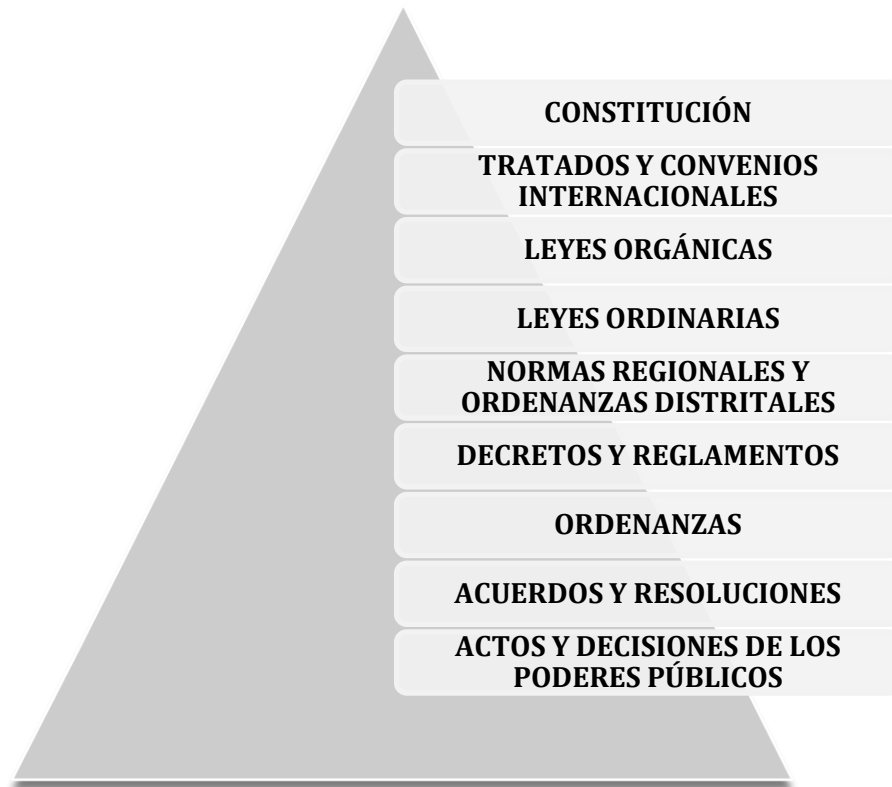 CONSTITUCIÓN
TRATADOS Y CONVENIOS
INTERNACIONALES
LEYES ORGÁNICAS
LEYES ORDINARIAS
NORMAS REGIONALES Y
ORDENANZAS DISTRITALES
DECRETOS Y REGLAMENTOS
ORDENANZAS
ACUERDOS Y RESOLUCIONES
ACTOS Y DECISIONES DE LOS
PODERES PÚBLICOS